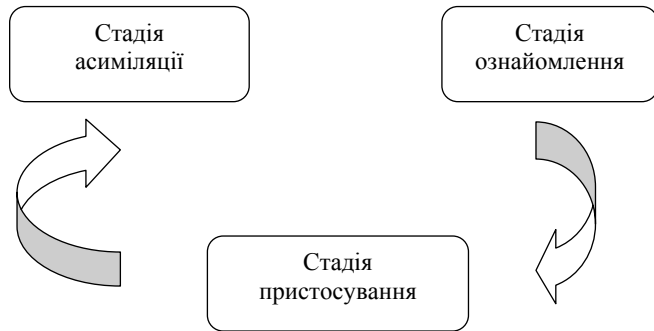 Стадія
асиміляції
Стадія
ознайомлення
Стадія
пристосування